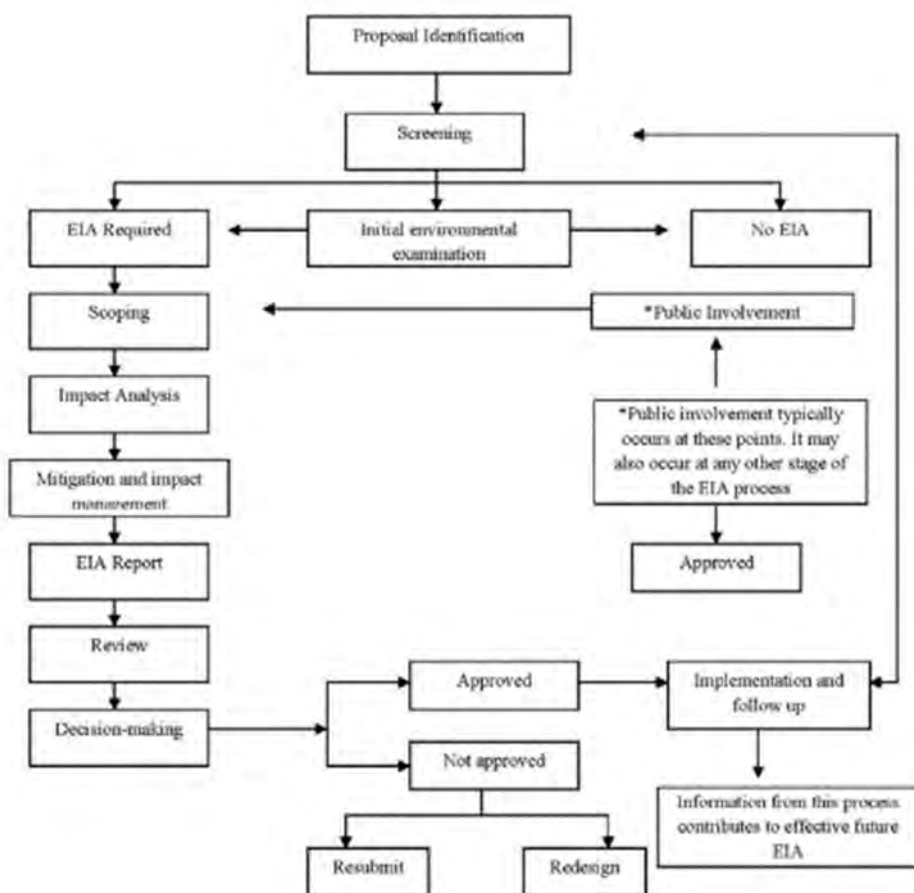 Proposal Identification
Screening
EIA Required
Initial environmental
examination
No EIA
Scoping
*Public Involvement
Impact Analysis
*Public involvement typically
occurs at these points. It may
also occur at any other stage of
the EIA process
Mitigation and impact
management
EIA Report
Approved
Review
Approved
Implementation and
follow up
Decision-making
Not approved
Information from this process
contributes to effective future
EIA
Resubmit
Redesign